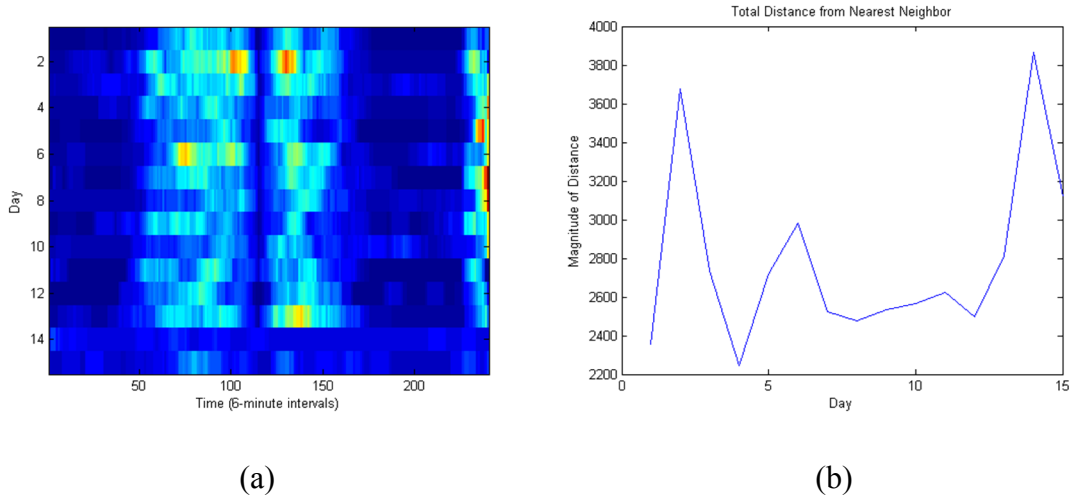 2
4
6
8
10
12
14
Day
50 100 150 200
Time (6-minute intervals)
(a)
Total Distance from Nearest Neighbor
4000
3800
3600
3400
3200
3000
2800
2600
2400
2200
Magnitude of Distance
0 5 10 15
Day
(b)